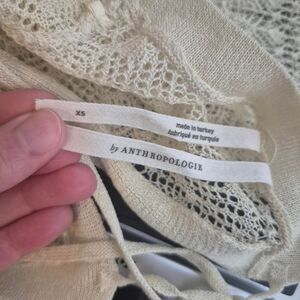 XS
made in turkey
fabriqué en turquie
by ANTHROPOLOGIE